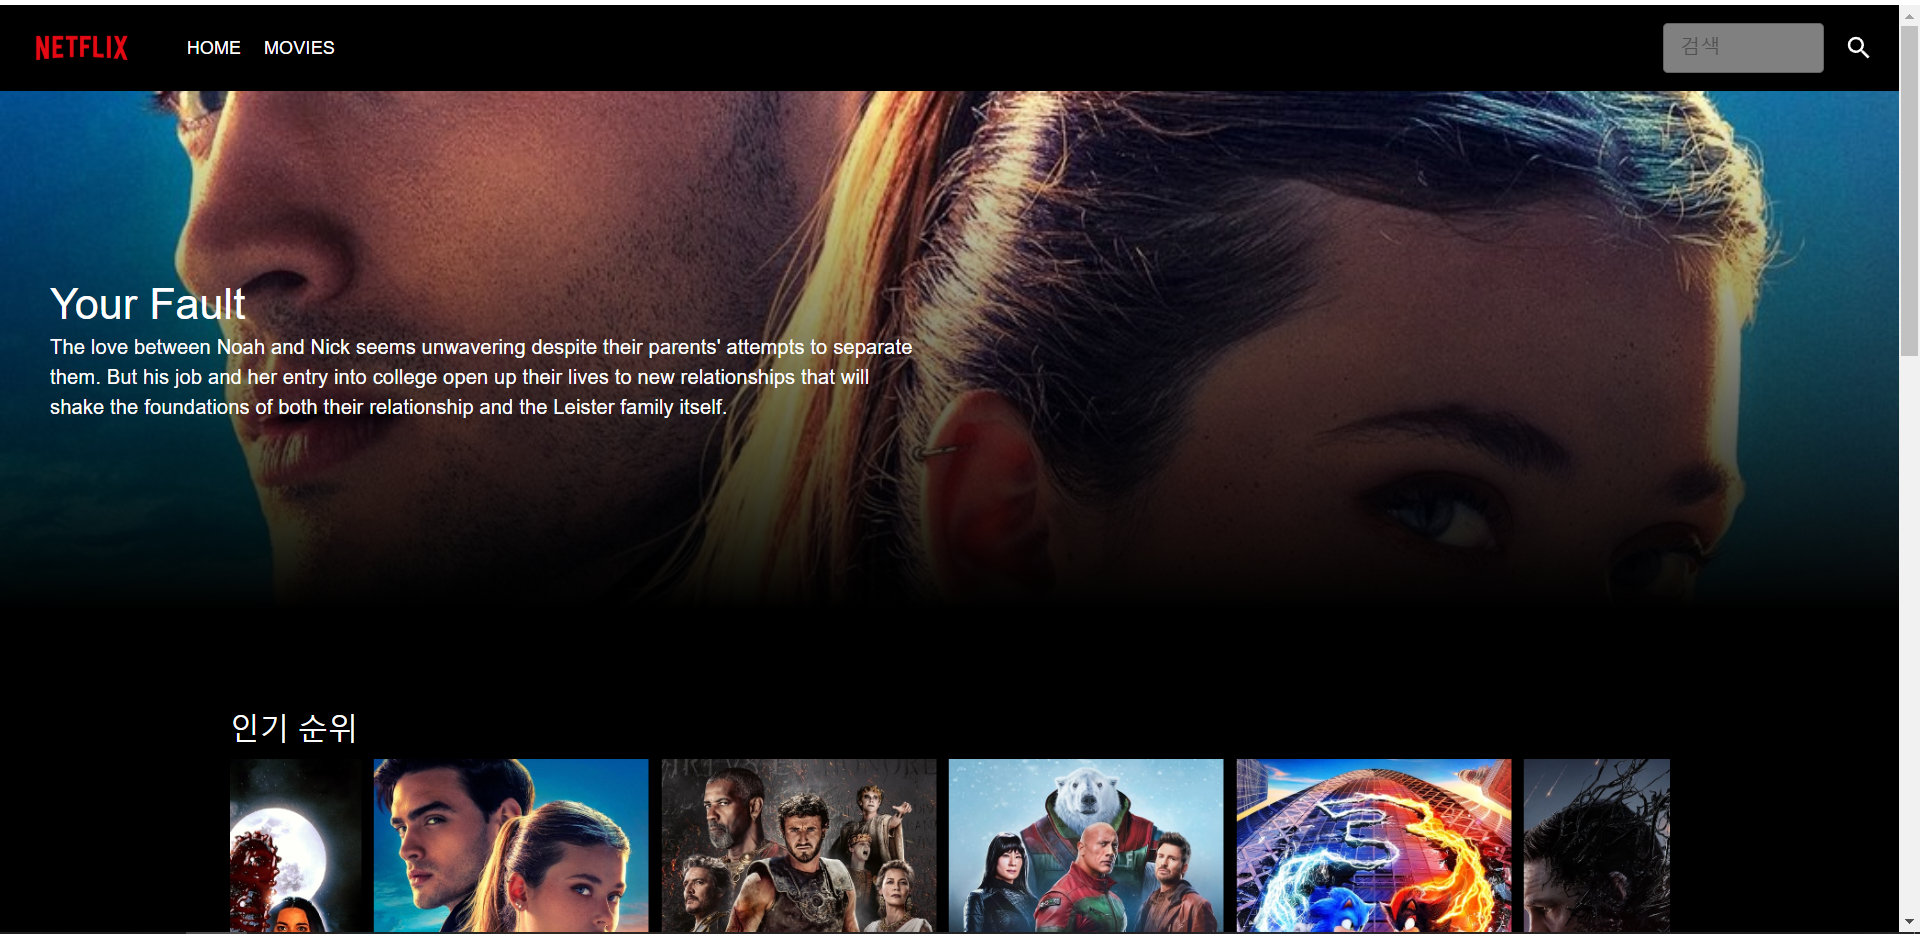 NETFLIX
HOME MOVIES
검색
Your Fault
The love between Noah and Nick seems unwavering despite their parents' attempts to separate
them. But his job and her entry into college open up their lives to new relationships that will
shake the foundations of both their relationship and the Leister family itself.
인기 순위